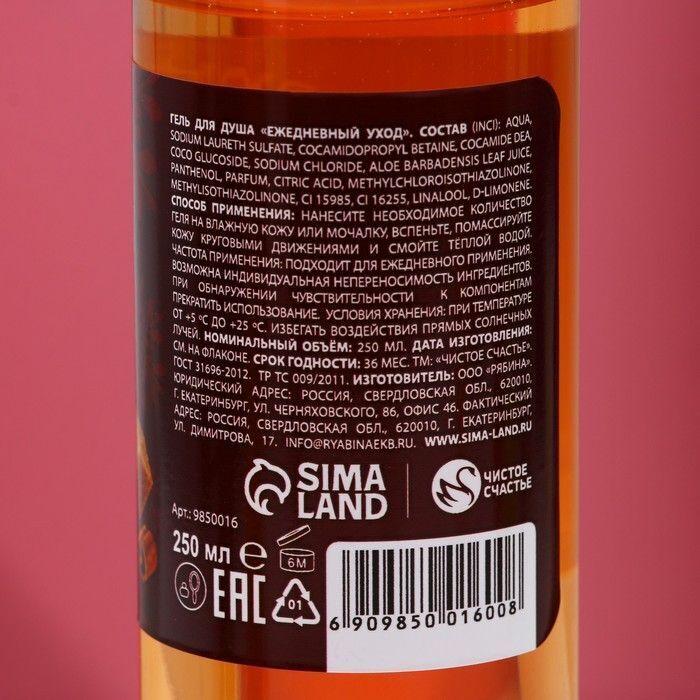 ГЕЛЬ ДЛЯ ДУША «ЕЖЕДНЕВНЫЙ УХОД». СОСТАВ (INCI): AQUA,
SODIUM LAURETH SULFATE, COCAMIDOPROPYL BETAINE, COCAMIDE DEA,
COCO GLUCOSIDE, SODIUM CHLORIDE, ALOE BARBADENSIS LEAF JUICE,
PANTHENOL, PARFUM, CITRIC ACID, METHYLCHLOROISOTHIAZOLINONE,
METHYLISOTHIAZOLINONE, CI 15985, CI 16255, LINALOOL, D-LIMONENE.
СПОСОБ ПРИМЕНЕНИЯ: НАНЕСИТЕ НЕОБХОДИМОЕ КОЛИЧЕСТВО
ГЕЛЯ НА ВЛАЖНУЮ КОЖУ ИЛИ МОЧАЛКУ, ВСПЕНЬТЕ, ПОМАССИРУЙТЕ
КОЖУ КРУГОВЫМИ ДВИЖЕНИЯМИ И СМОЙТЕ ТЁПЛОЙ ВОДОЙ.
ЧАСТОТА ПРИМЕНЕНИЯ: ПОДХОДИТ ДЛЯ ЕЖЕДНЕВНОГО ПРИМЕНЕНИЯ.
ВОЗМОЖНА ИНДИВИДУАЛЬНАЯ НЕПЕРЕНОСИМОСТЬ ИНГРЕДИЕНТОВ.
ПРИ ОБНАРУЖЕНИИ ЧУВСТВИТЕЛЬНОСТИ К КОМПОНЕНТАМ
ПРЕКРАТИТЬ ИСПОЛЬЗОВАНИЕ. УСЛОВИЯ ХРАНЕНИЯ: ПРИ ТЕМПЕРАТУРЕ
ОТ +5 °C ДО +25 °C. ИЗБЕГАТЬ ВОЗДЕЙСТВИЯ ПРЯМЫХ СОЛНЕЧНЫХ
ЛУЧЕЙ. НОМИНАЛЬНЫЙ ОБЪЁМ: 250 МЛ. ДАТА ИЗГОТОВЛЕНИЯ:
СМ. НА ФЛАКОНЕ. СРОК ГОДНОСТИ: 36 МЕС. ТМ: «ЧИСТОЕ СЧАСТЬЕ».
ГОСТ 31696-2012. ТР ТС 009/2011. ИЗГОТОВИТЕЛЬ: ООО «РЯБИНА».
ЮРИДИЧЕСКИЙ АДРЕС: РОССИЯ, СВЕРДЛОВСКАЯ ОБЛ., 620010,
Г. ЕКАТЕРИНБУРГ, УЛ. ЧЕРНЯХОВСКОГО, 86, ОФИС 46. ФАКТИЧЕСКИЙ
АДРЕС: РОССИЯ, СВЕРДЛОВСКАЯ ОБЛ., 620010, Г. ЕКАТЕРИНБУРГ,
УЛ. ДИМИТРОВА, 17. INFO@RYABINAEKB.RU WWW.SIMA-LAND.RU
SIMA
LAND
ЧИСТОЕ
СЧАСТЬЕ
Арт.: 9850016
250 МЛ e
6М
EAC
01
6 909850 016008